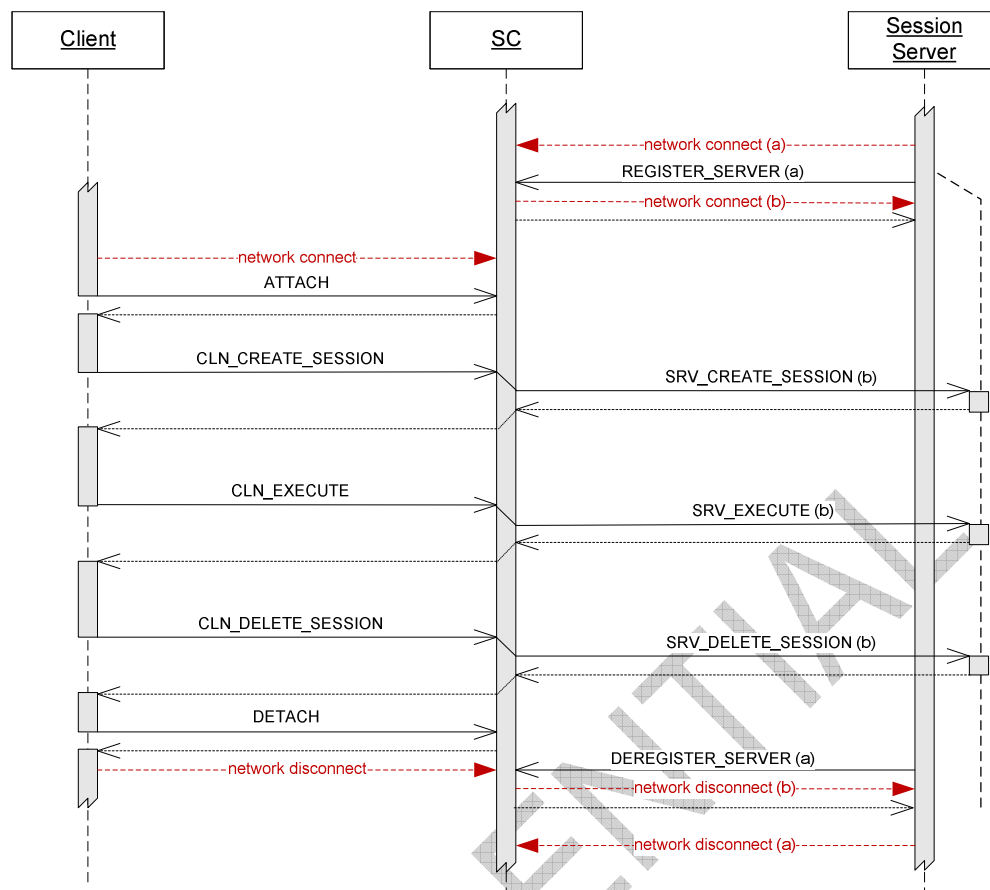 Client
SC
Session
Server
network connect (a)
REGISTER_SERVER (a)
network connect (b)
network connect
ATTACH
CLN_CREATE_SESSION
SRV_CREATE_SESSION (b)
CLN_EXECUTE
SRV_EXECUTE (b)
CLN_DELETE_SESSION
SRV_DELETE_SESSION (b)
DETACH
DEREGISTER_SERVER (a)
network disconnect
network disconnect (b)
network disconnect (a)
ENTIAL